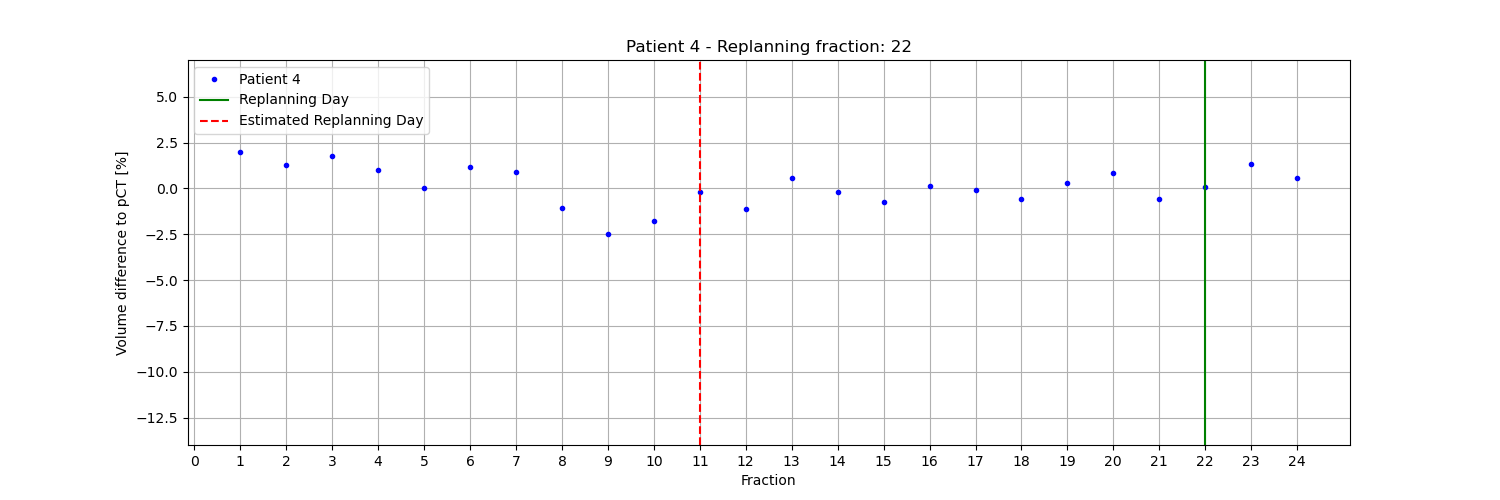 Patient 4 - Replanning fraction: 22
Patient 4
Replanning Day
Estimated Replanning Day
Volume difference to pCT [%]
5.0
2.5
0.0
−2.5
−5.0
−7.5
−10.0
−12.5
0 1 2 3 4 5 6 7 8 9 10 11 12 13 14 15 16 17 18 19 20 21 22 23 24
Fraction